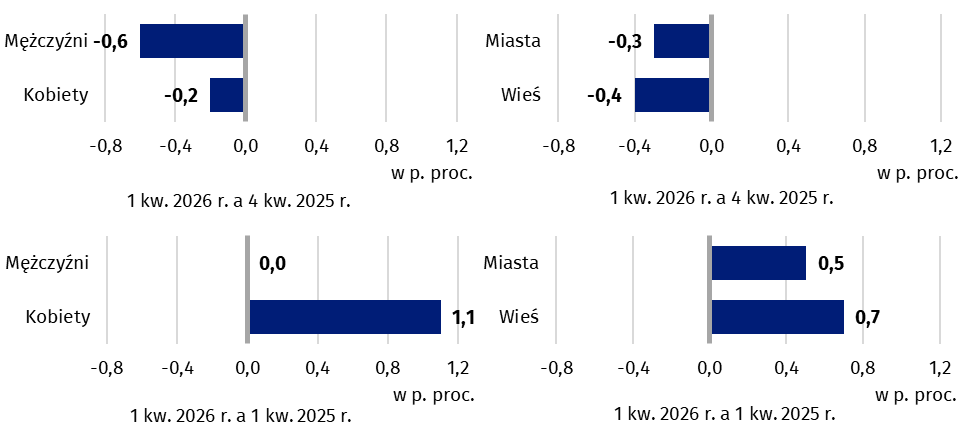 Mężczyźni -0,6
Kobiety -0,2
-0,8 -0,4 0,0 0,4 0,8 1,2
w p. proc.
1 kw. 2026 r. a 4 kw. 2025 r.
Miasta -0,3
Wieś -0,4
-0,8 -0,4 0,0 0,4 0,8 1,2
w p. proc.
1 kw. 2026 r. a 4 kw. 2025 r.
Mężczyźni 0,0
Kobiety 1,1
-0,8 -0,4 0,0 0,4 0,8 1,2
w p. proc.
1 kw. 2026 r. a 1 kw. 2025 r.
Miasta 0,5
Wieś 0,7
-0,8 -0,4 0,0 0,4 0,8 1,2
w p. proc.
1 kw. 2026 r. a 1 kw. 2025 r.